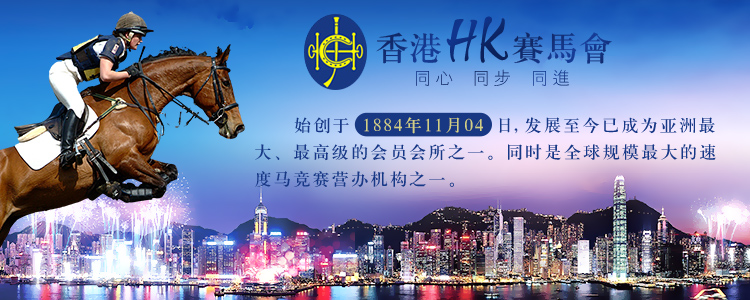 香港HK賽馬會
同心 同步 同進
始创于 1884年11月04 日，发展至今已成为亚洲最
大、最高级的会员会所之一。同时是全球规模最大的速
度马竞赛营办机构之一。